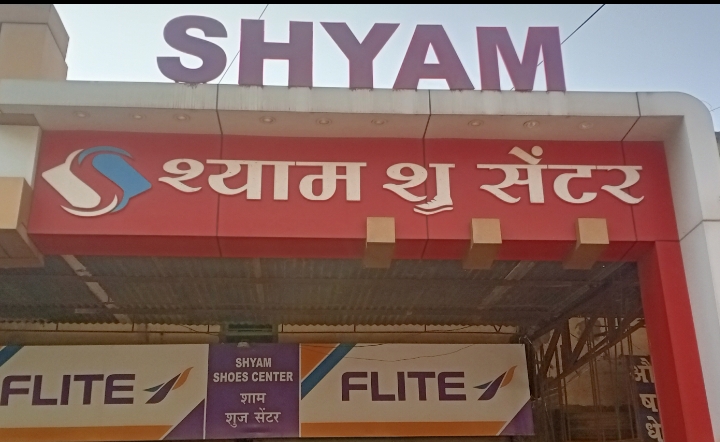 SHYAM
श्याम शु सेंटर
FLITE
SHYAM
SHOES CENTER
शाम
शुज सेंटर
FLITE